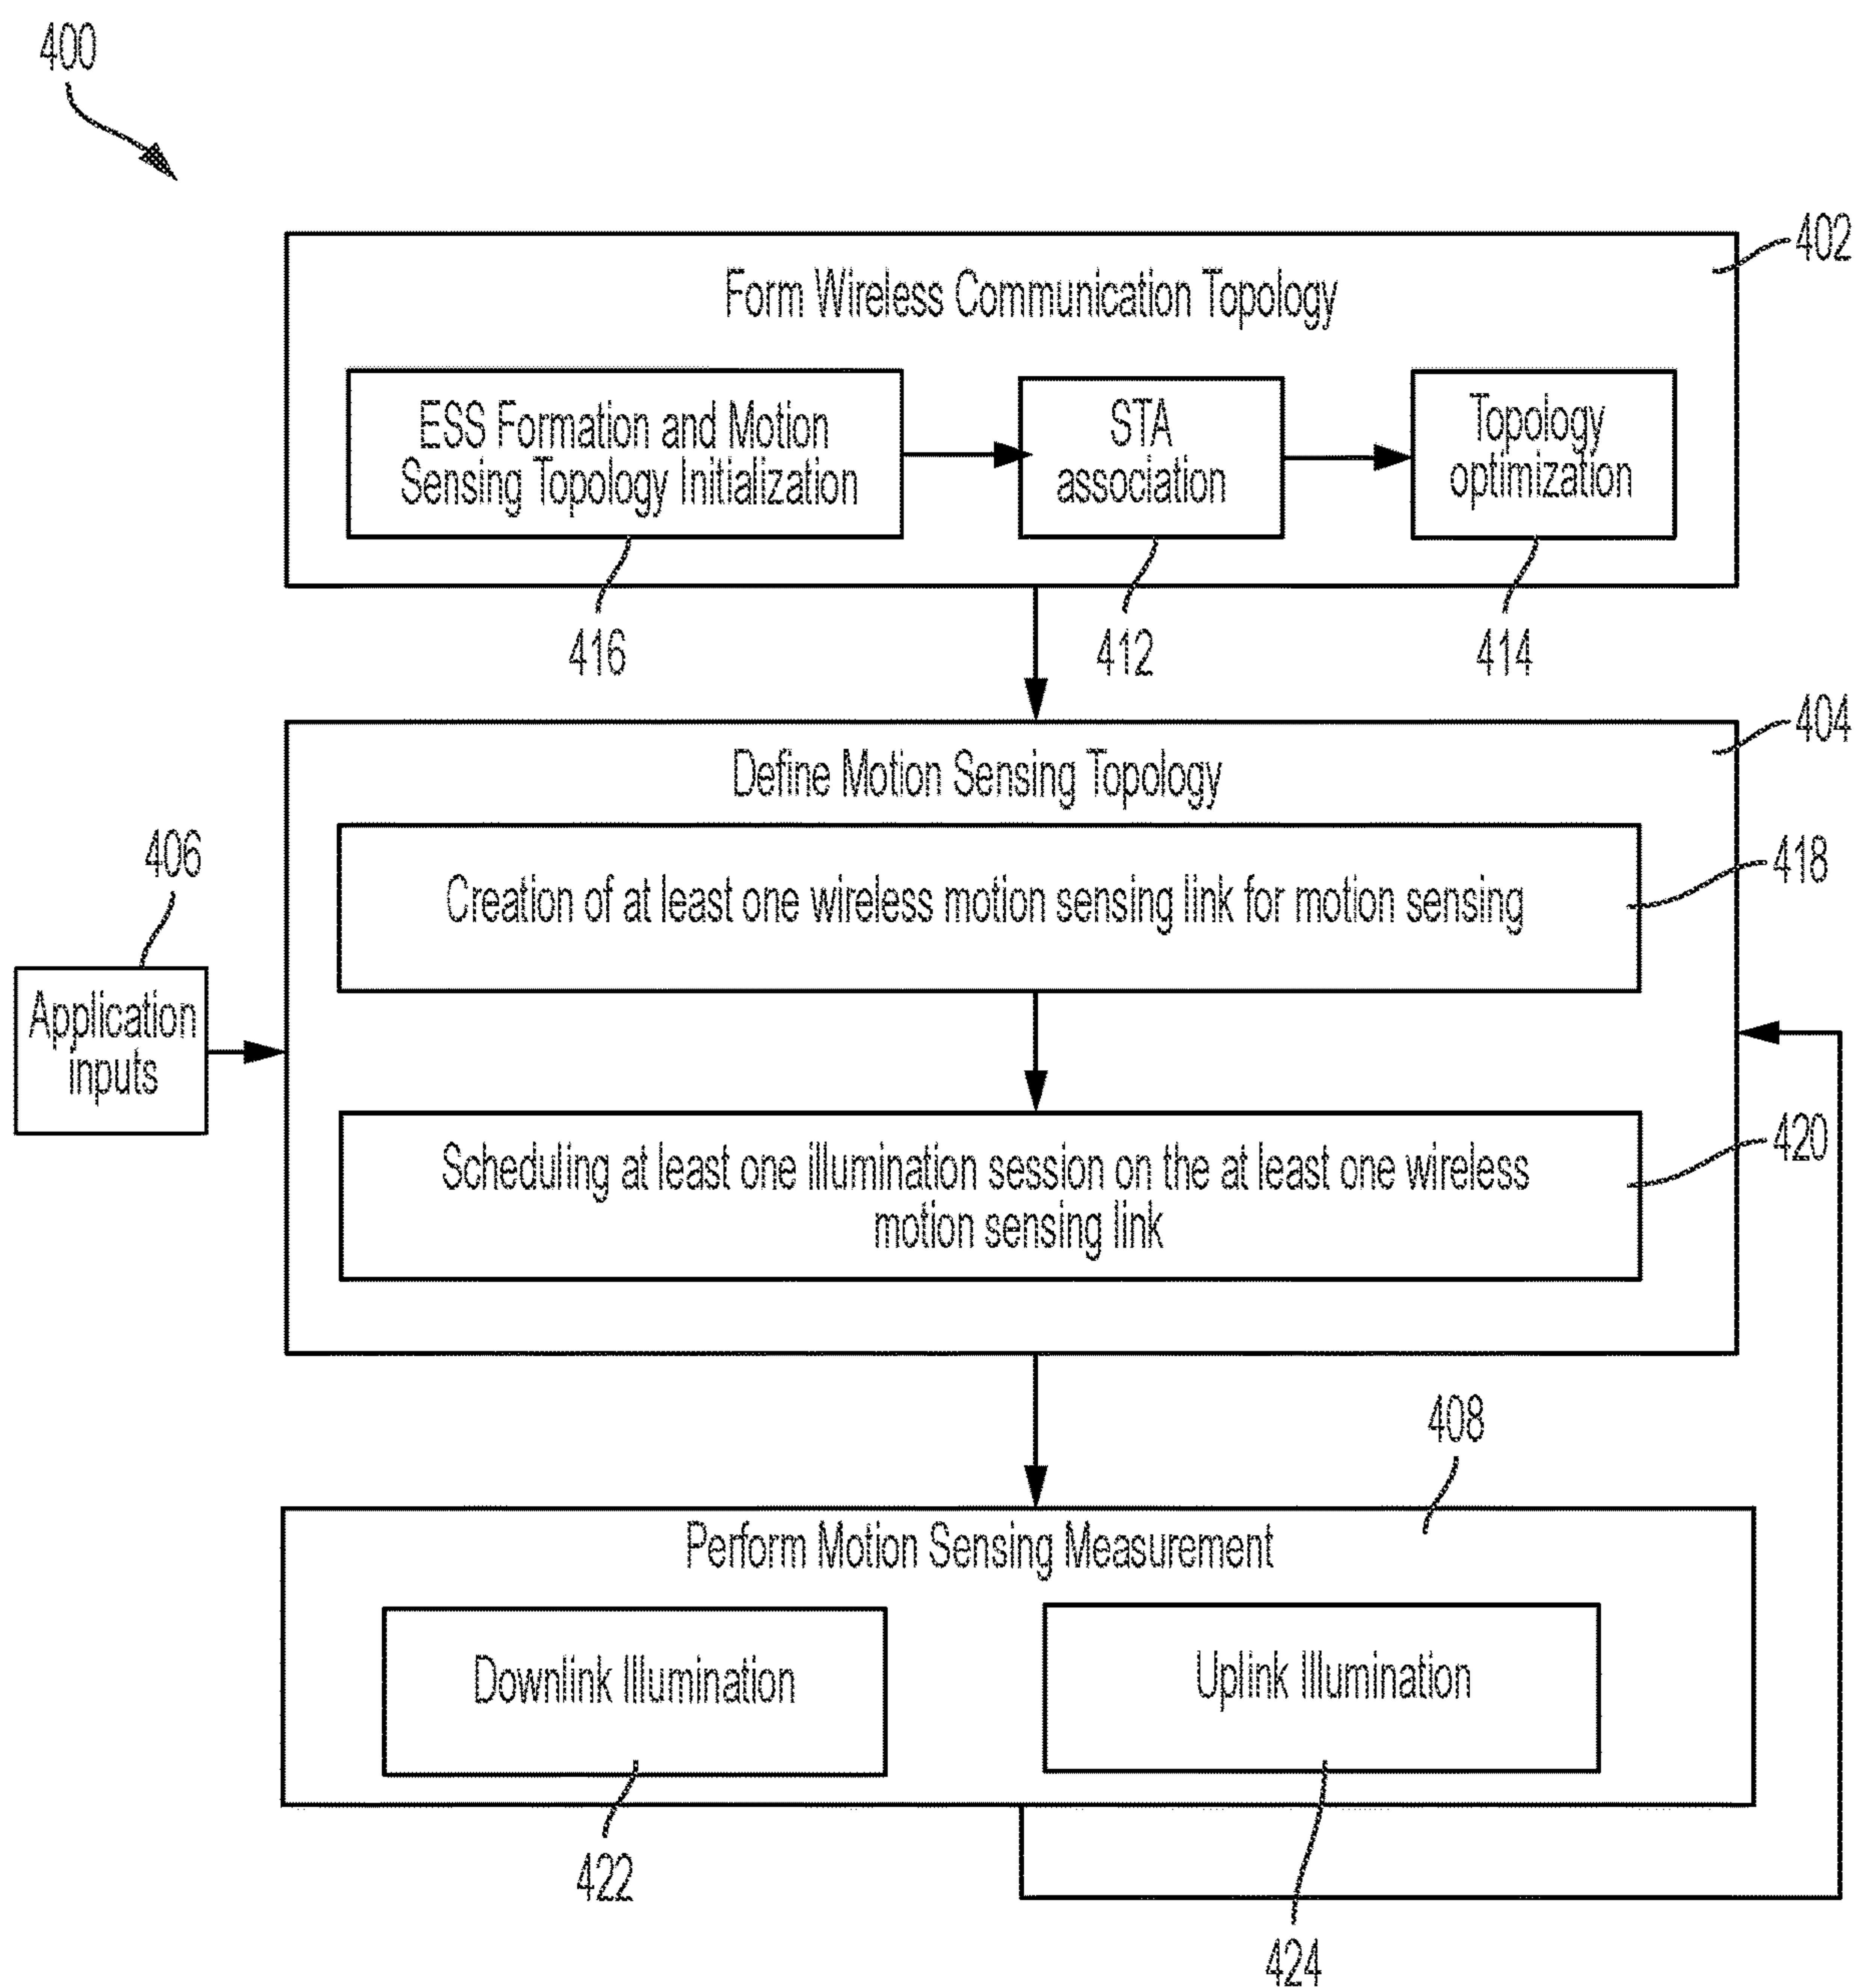 400
402
Form Wireless Communication Topology
ESS Formation and Motion
Sensing Topology Initialization
STA
association
Topology
optimization
416
412
414
404
Define Motion Sensing Topology
406
418
Creation of at least one wireless motion sensing link for motion sensing
Application
inputs
420
Scheduling at least one illumination session on the at least one wireless
motion sensing link
408
Perform Motion Sensing Measurement
Downlink Illumination
Uplink Illumination
422
424